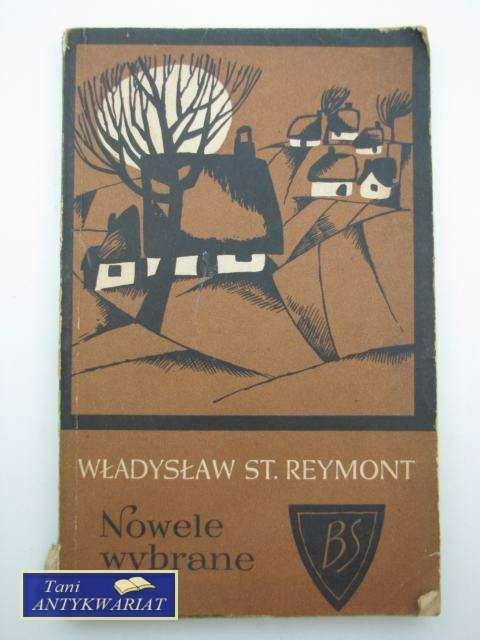 WŁADYSŁAW ST. REYMONT
Nowele
wybrane
BS
Tani
ANTYKWARIAT